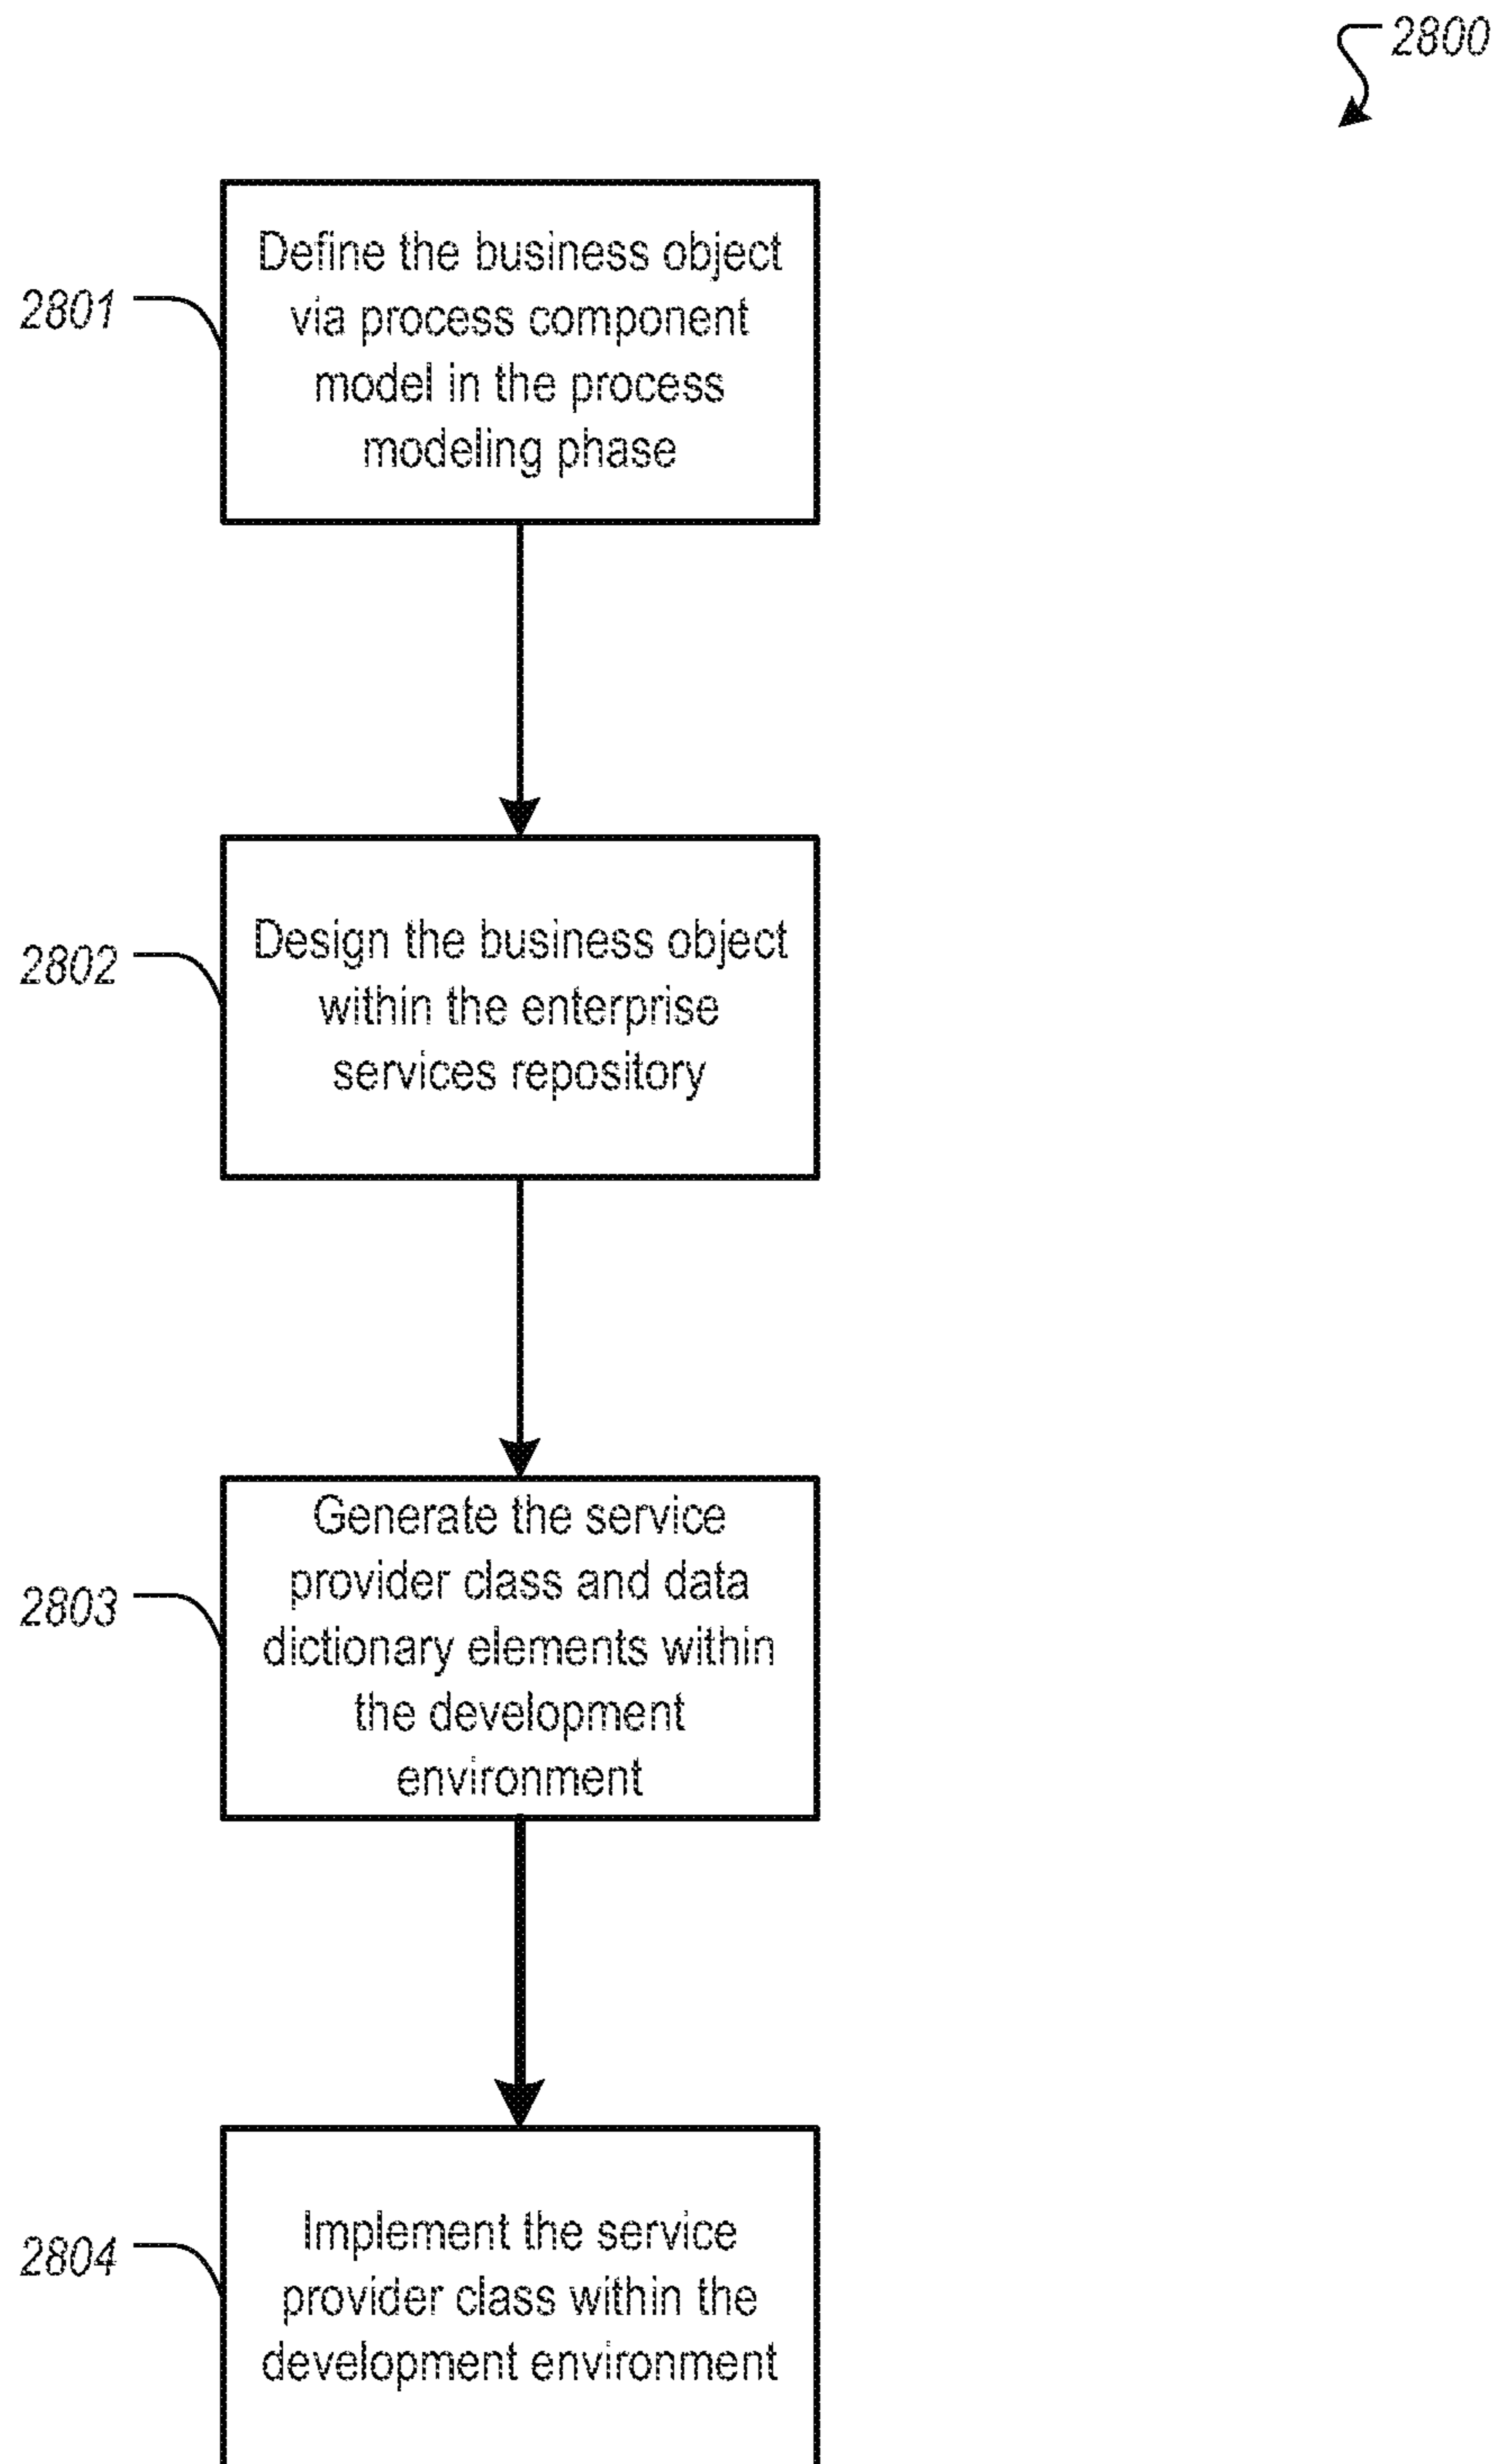 2800
2801
Define the business object
via process component
model in the process
modeling phase
2802
Design the business object
within the enterprise
services repository
2803
Generate the service
provider class and data
dictionary elements within
the development
environment
2804
Implement the service
provider class within the
development environment